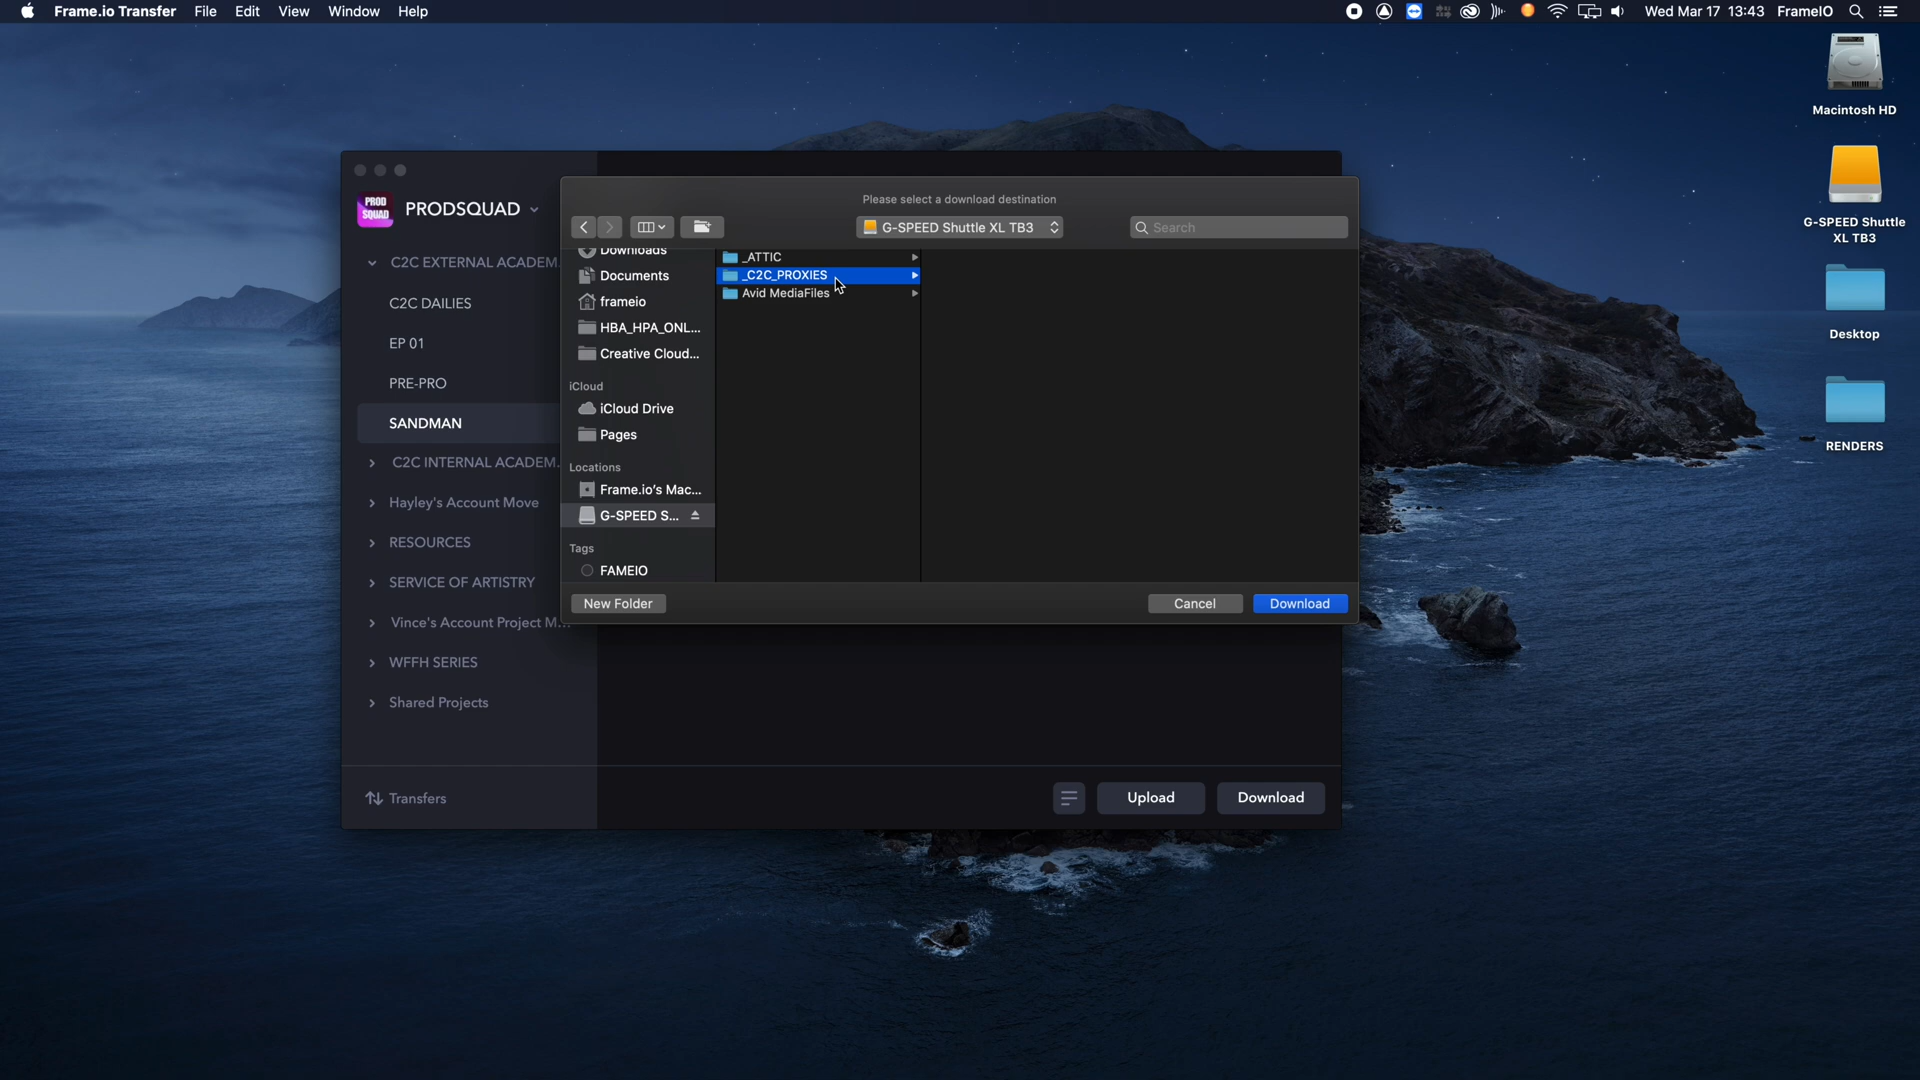 Frame.io Transfer File Edit View Window Help
Wed Mar 17 13:43 FrameIO
Macintosh HD
G-SPEED Shuttle
XL TB3
Desktop
RENDERS
PROD
SQUAD
PRODSQUAD
C2C EXTERNAL ACADEM
C2C DAILIES
EP 01
PRE-PRO
SANDMAN
C2C INTERNAL ACADEM.
Hayley's Account Move
RESOURCES
SERVICE OF ARTISTRY
Vince's Account Project M...
WFFH SERIES
Shared Projects
Transfers
Upload
Download
Please select a download destination
G-SPEED Shuttle XL TB3
Search
Downloads
Documents
frameio
HBA_HPA_ONL...
Creative Cloud...
iCloud
iCloud Drive
Pages
Locations
Frame.io's Mac...
G-SPEED S...
Tags
FAMEIO
_ATTIC
_C2C_PROXIES
Avid MediaFiles
New Folder
Cancel
Download